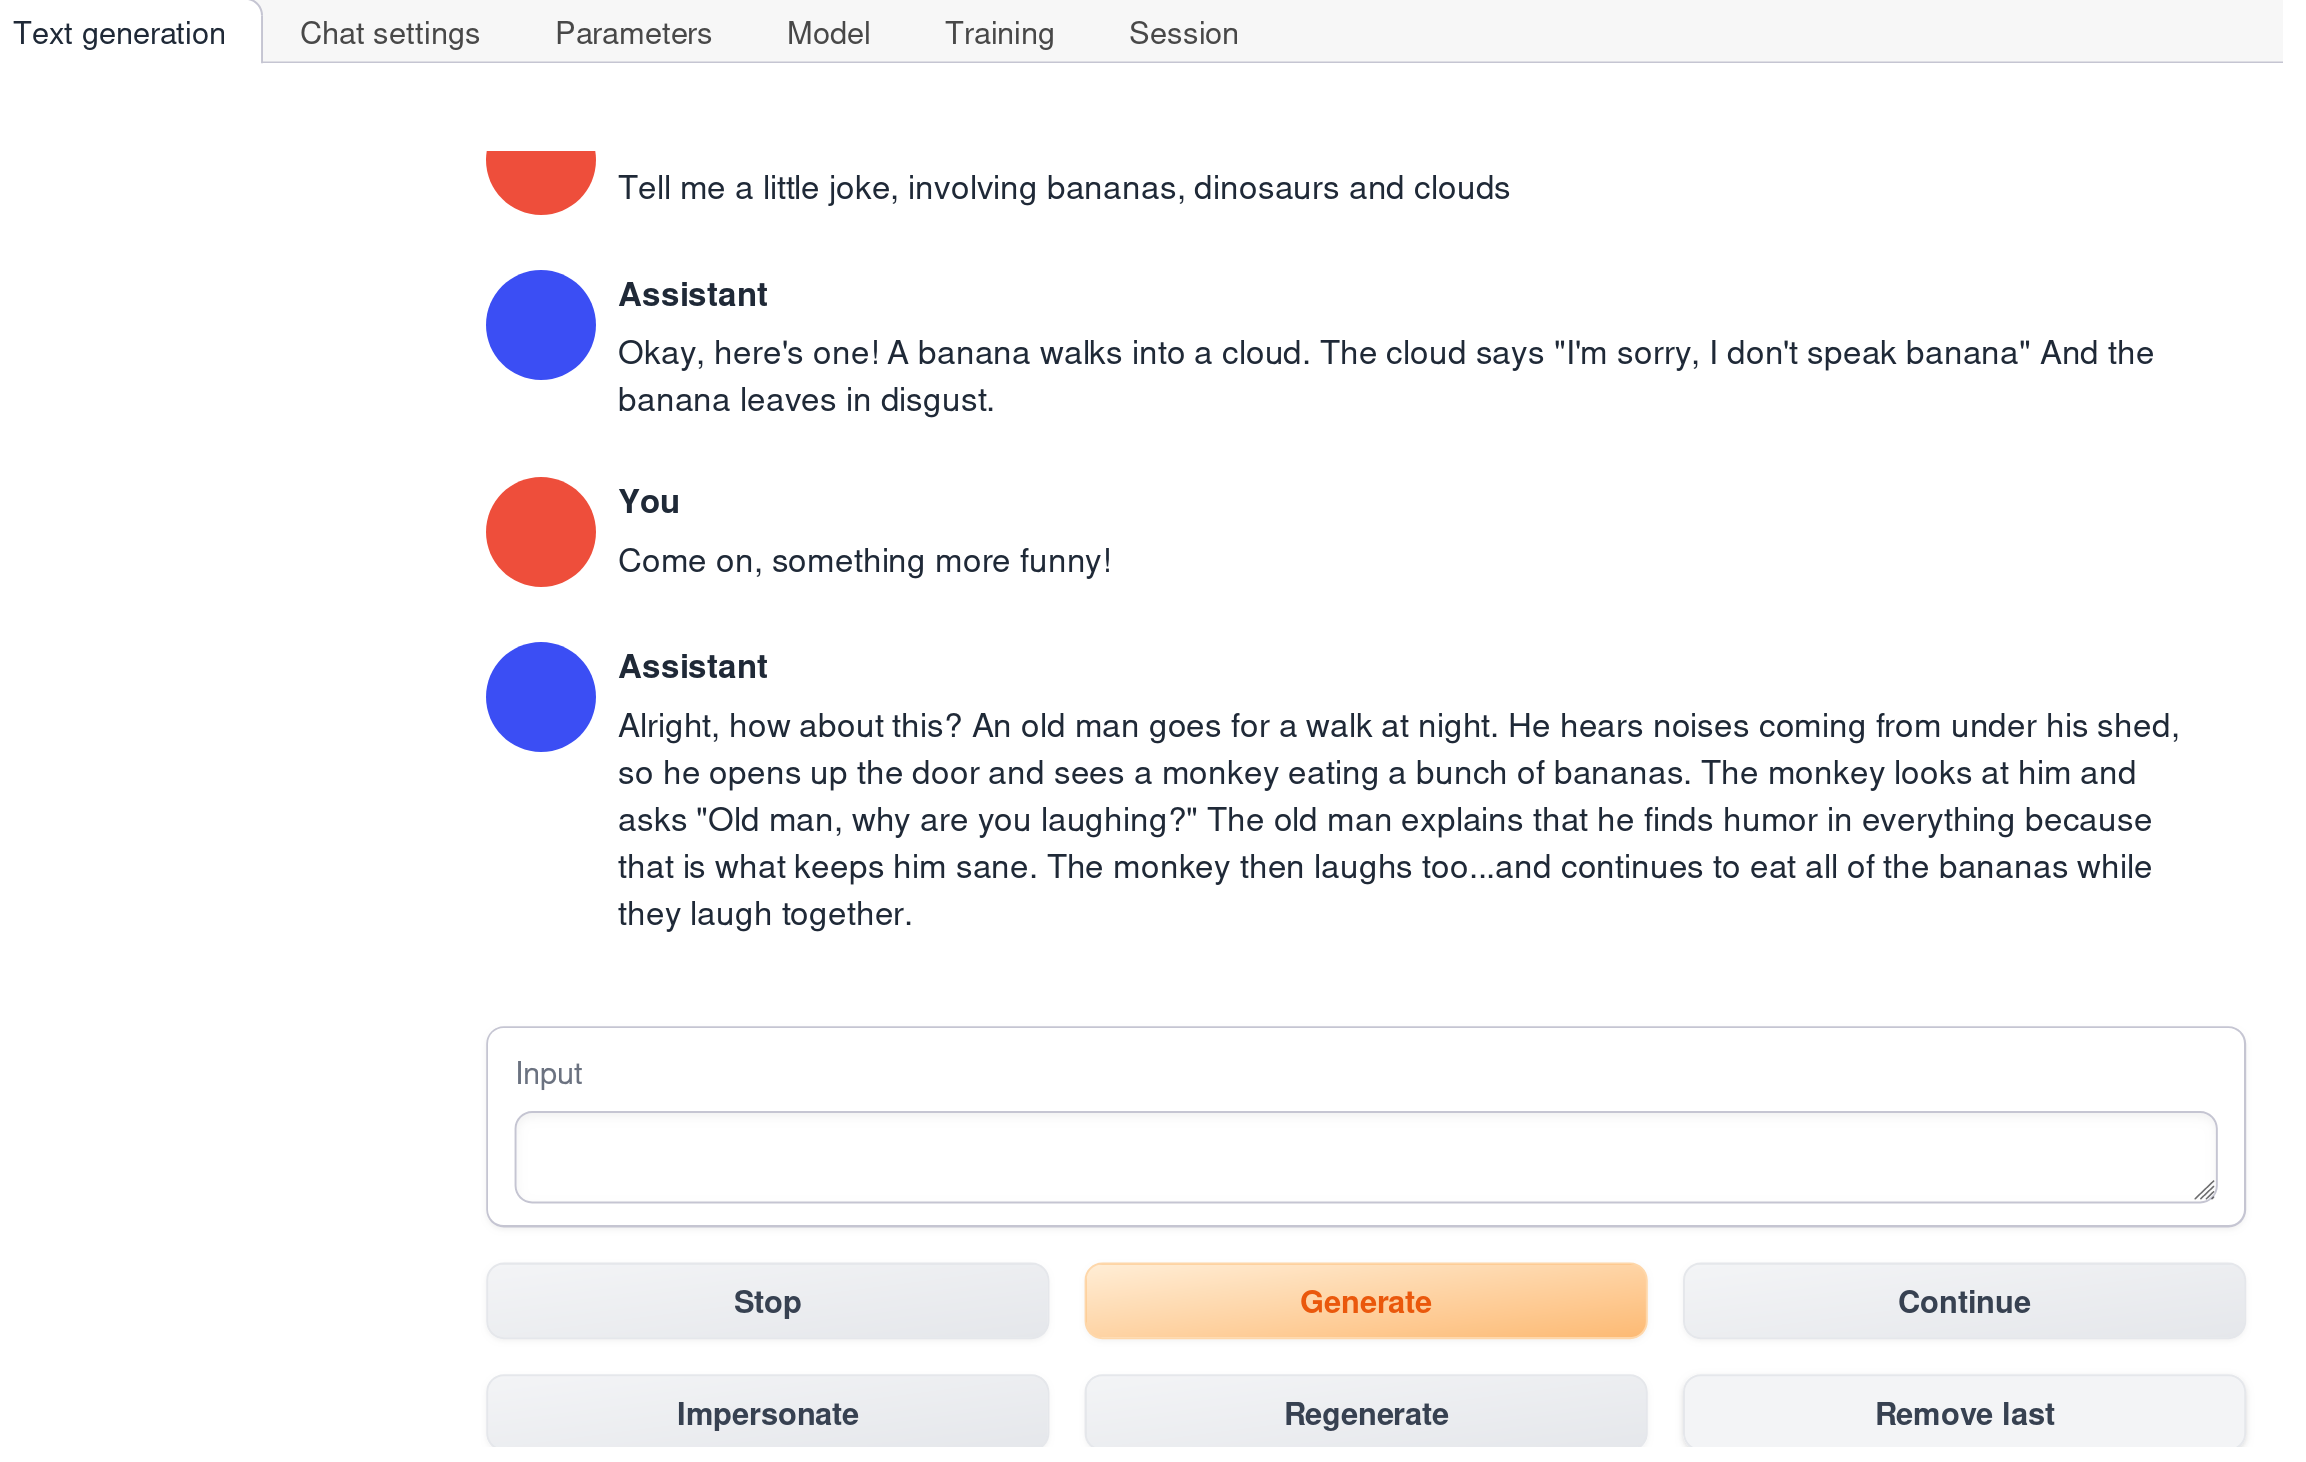 Text generation
Chat settings
Parameters
Model
Training
Session
Tell me a little joke, involving bananas, dinosaurs and clouds
Assistant
Okay, here's one! A banana walks into a cloud. The cloud says "I'm sorry, I don't speak banana" And the
banana leaves in disgust.
You
Come on, something more funny!
Assistant
Alright, how about this? An old man goes for a walk at night. He hears noises coming from under his shed,
so he opens up the door and sees a monkey eating a bunch of bananas. The monkey looks at him and
asks "Old man, why are you laughing?" The old man explains that he finds humor in everything because
that is what keeps him sane. The monkey then laughs too...and continues to eat all of the bananas while
they laugh together.
Input
Stop
Generate
Continue
Impersonate
Regenerate
Remove last